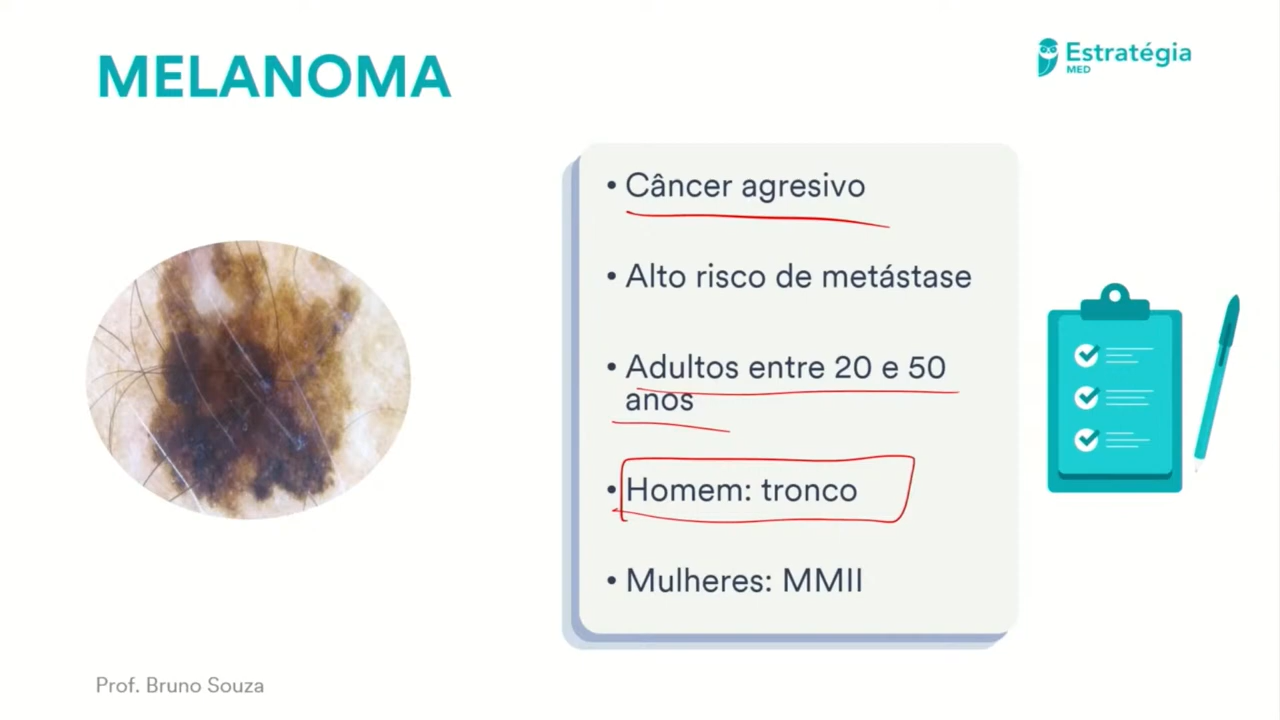 MELANOMA
Estratégia
MED
• Câncer agresivo
• Alto risco de metástase
• Adultos entre 20 e 50
anos
• Homem: tronco
• Mulheres: MMII
Prof. Bruno Souza